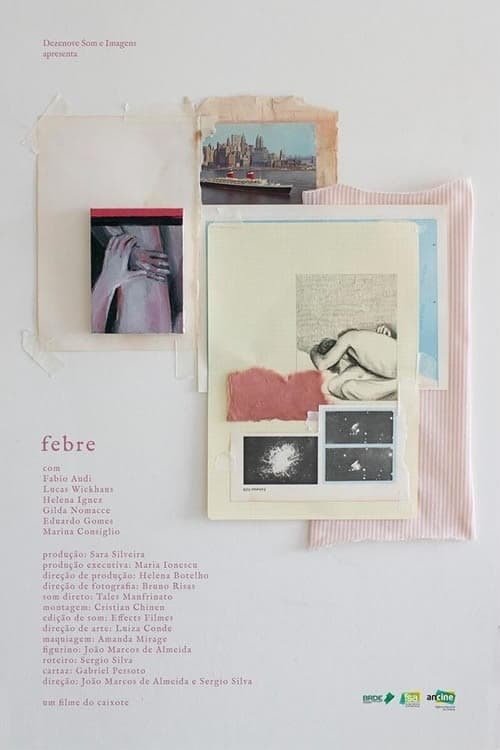 Dezenove Som e Imagens
apresenta
febre
com
Fabio Audi
Lucas Wickhaus
Helena Ignez
Gilda Nomacce
Eduardo Gomes
Marina Consiglio
produção: Sara Silveira
produção executiva: Maria Ionescu
direção de produção: Helena Botelho
direção de fotografia: Bruno Risas
som direto: Tales Manfrinato
montagem: Cristian Chinen
edição de som: Effects Filmes
direção de arte: Luiza Conde
maquiagem: Amanda Mirage
figurino: João Marcos de Almeida
roteiro: Sergio Silva
cartaz: Gabriel Pessoto
direção: João Marcos de Almeida e Sergio Silva
um filme do caixote
BRDE
fsa
ancine